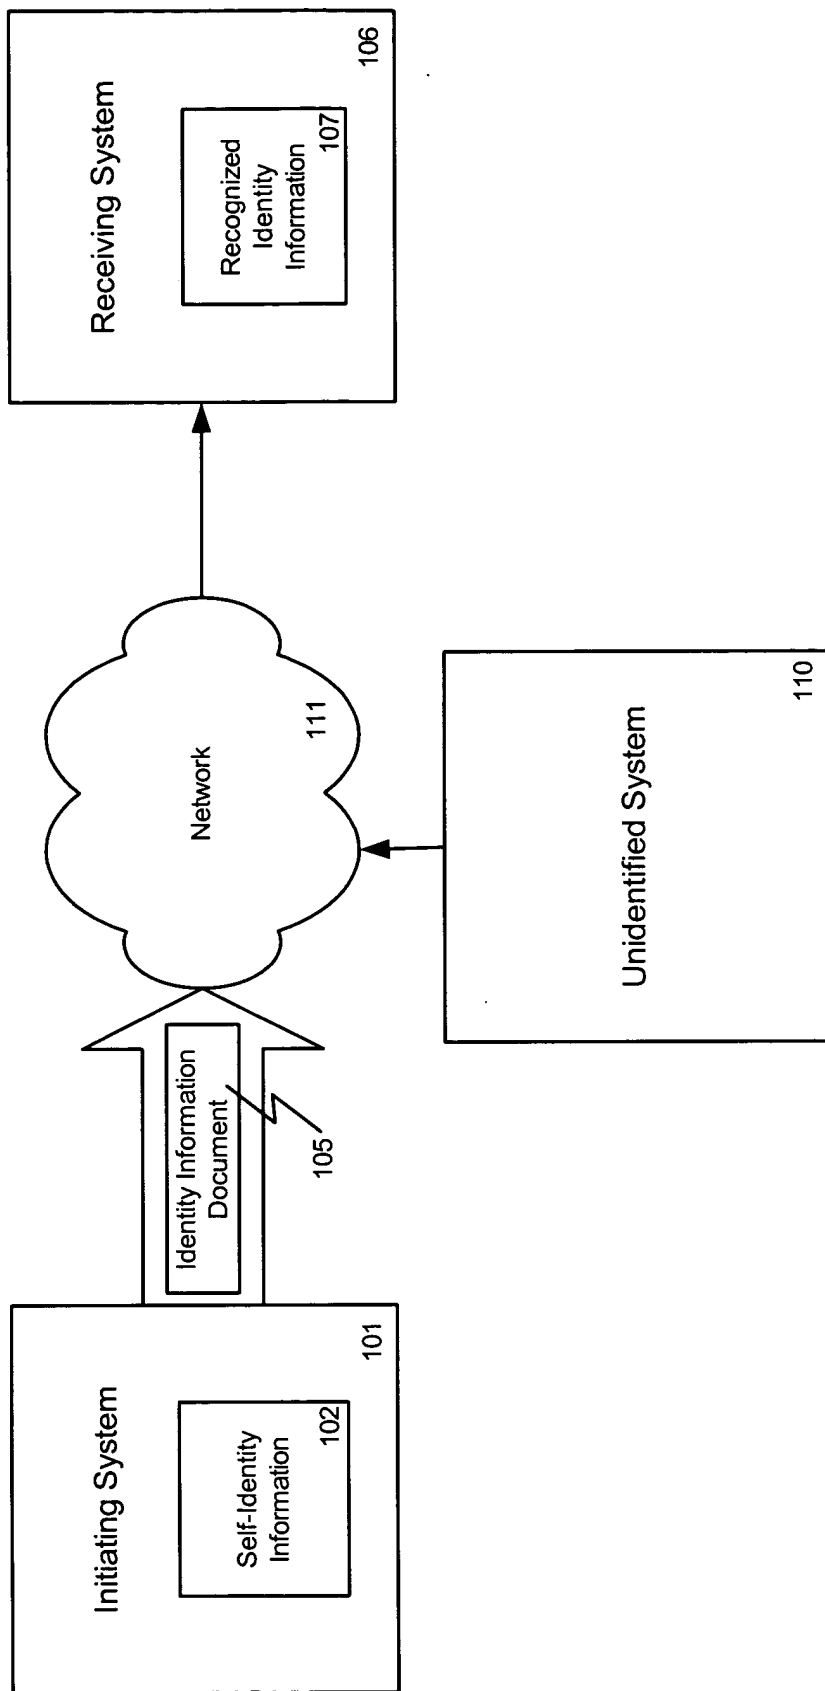 Initiating System
Self-Identity
Information
102
101
Identity Information
Document
105
Network
111
Receiving System
Recognized
Identity
Information
107
106
Unidentified System
110